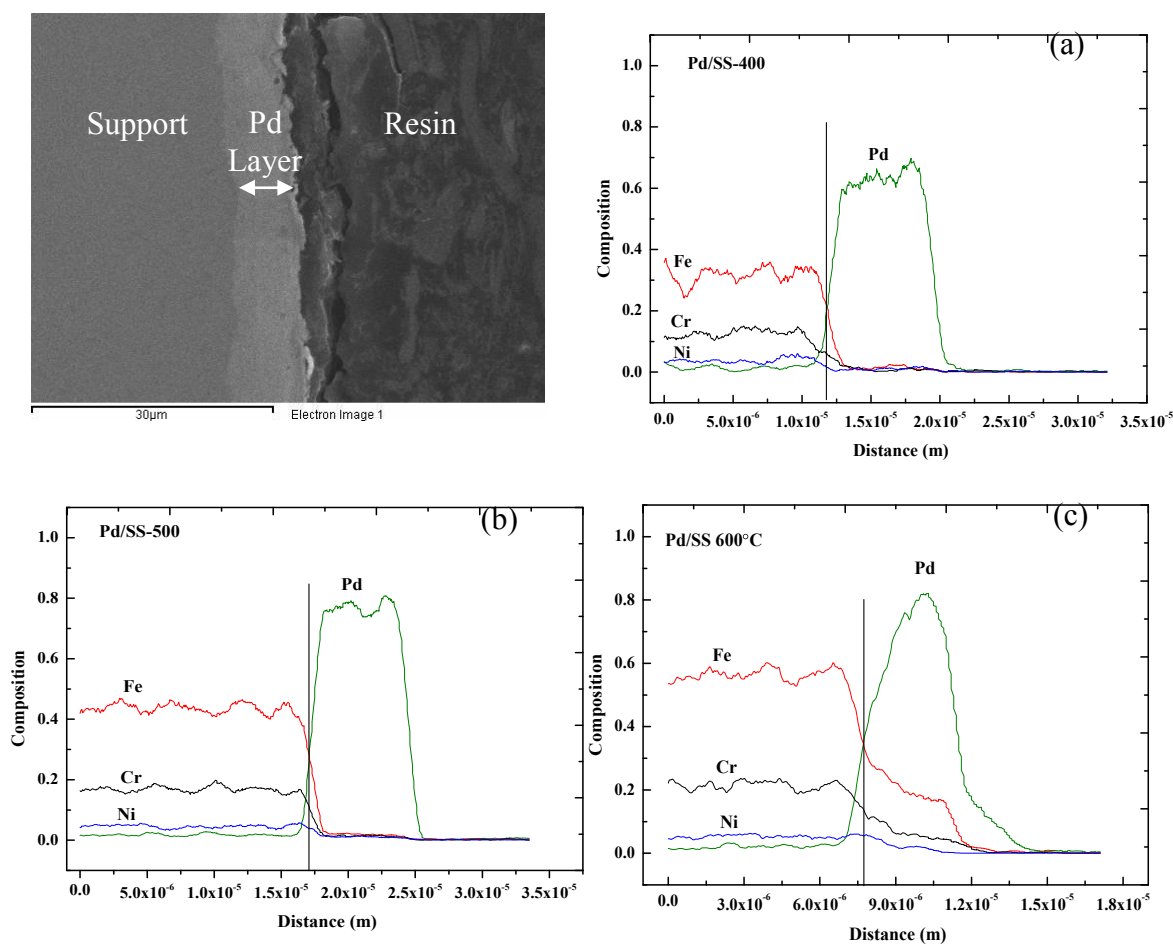 Support
Pd
Layer
Resin
30µm
Electron Image 1
(a)
Pd/SS-400
1.0
0.8
0.6
0.4
0.2
0.0
Composition
Pd
Fe
Cr
Ni
0.0 5.0x10⁻⁶ 1.0x10⁻⁵ 1.5x10⁻⁵ 2.0x10⁻⁵ 2.5x10⁻⁵ 3.0x10⁻⁵ 3.5x10⁻⁵
Distance (m)
(b)
Pd/SS-500
1.0
0.8
0.6
0.4
0.2
0.0
Composition
Pd
Fe
Cr
Ni
0.0 5.0x10⁻⁶ 1.0x10⁻⁵ 1.5x10⁻⁵ 2.0x10⁻⁵ 2.5x10⁻⁵ 3.0x10⁻⁵ 3.5x10⁻⁵
Distance (m)
(c)
Pd/SS 600°C
1.0
0.8
0.6
0.4
0.2
0.0
Composition
Pd
Fe
Cr
Ni
0.0 3.0x10⁻⁶ 6.0x10⁻⁶ 9.0x10⁻⁶ 1.2x10⁻⁵ 1.5x10⁻⁵ 1.8x10⁻⁵
Distance (m)